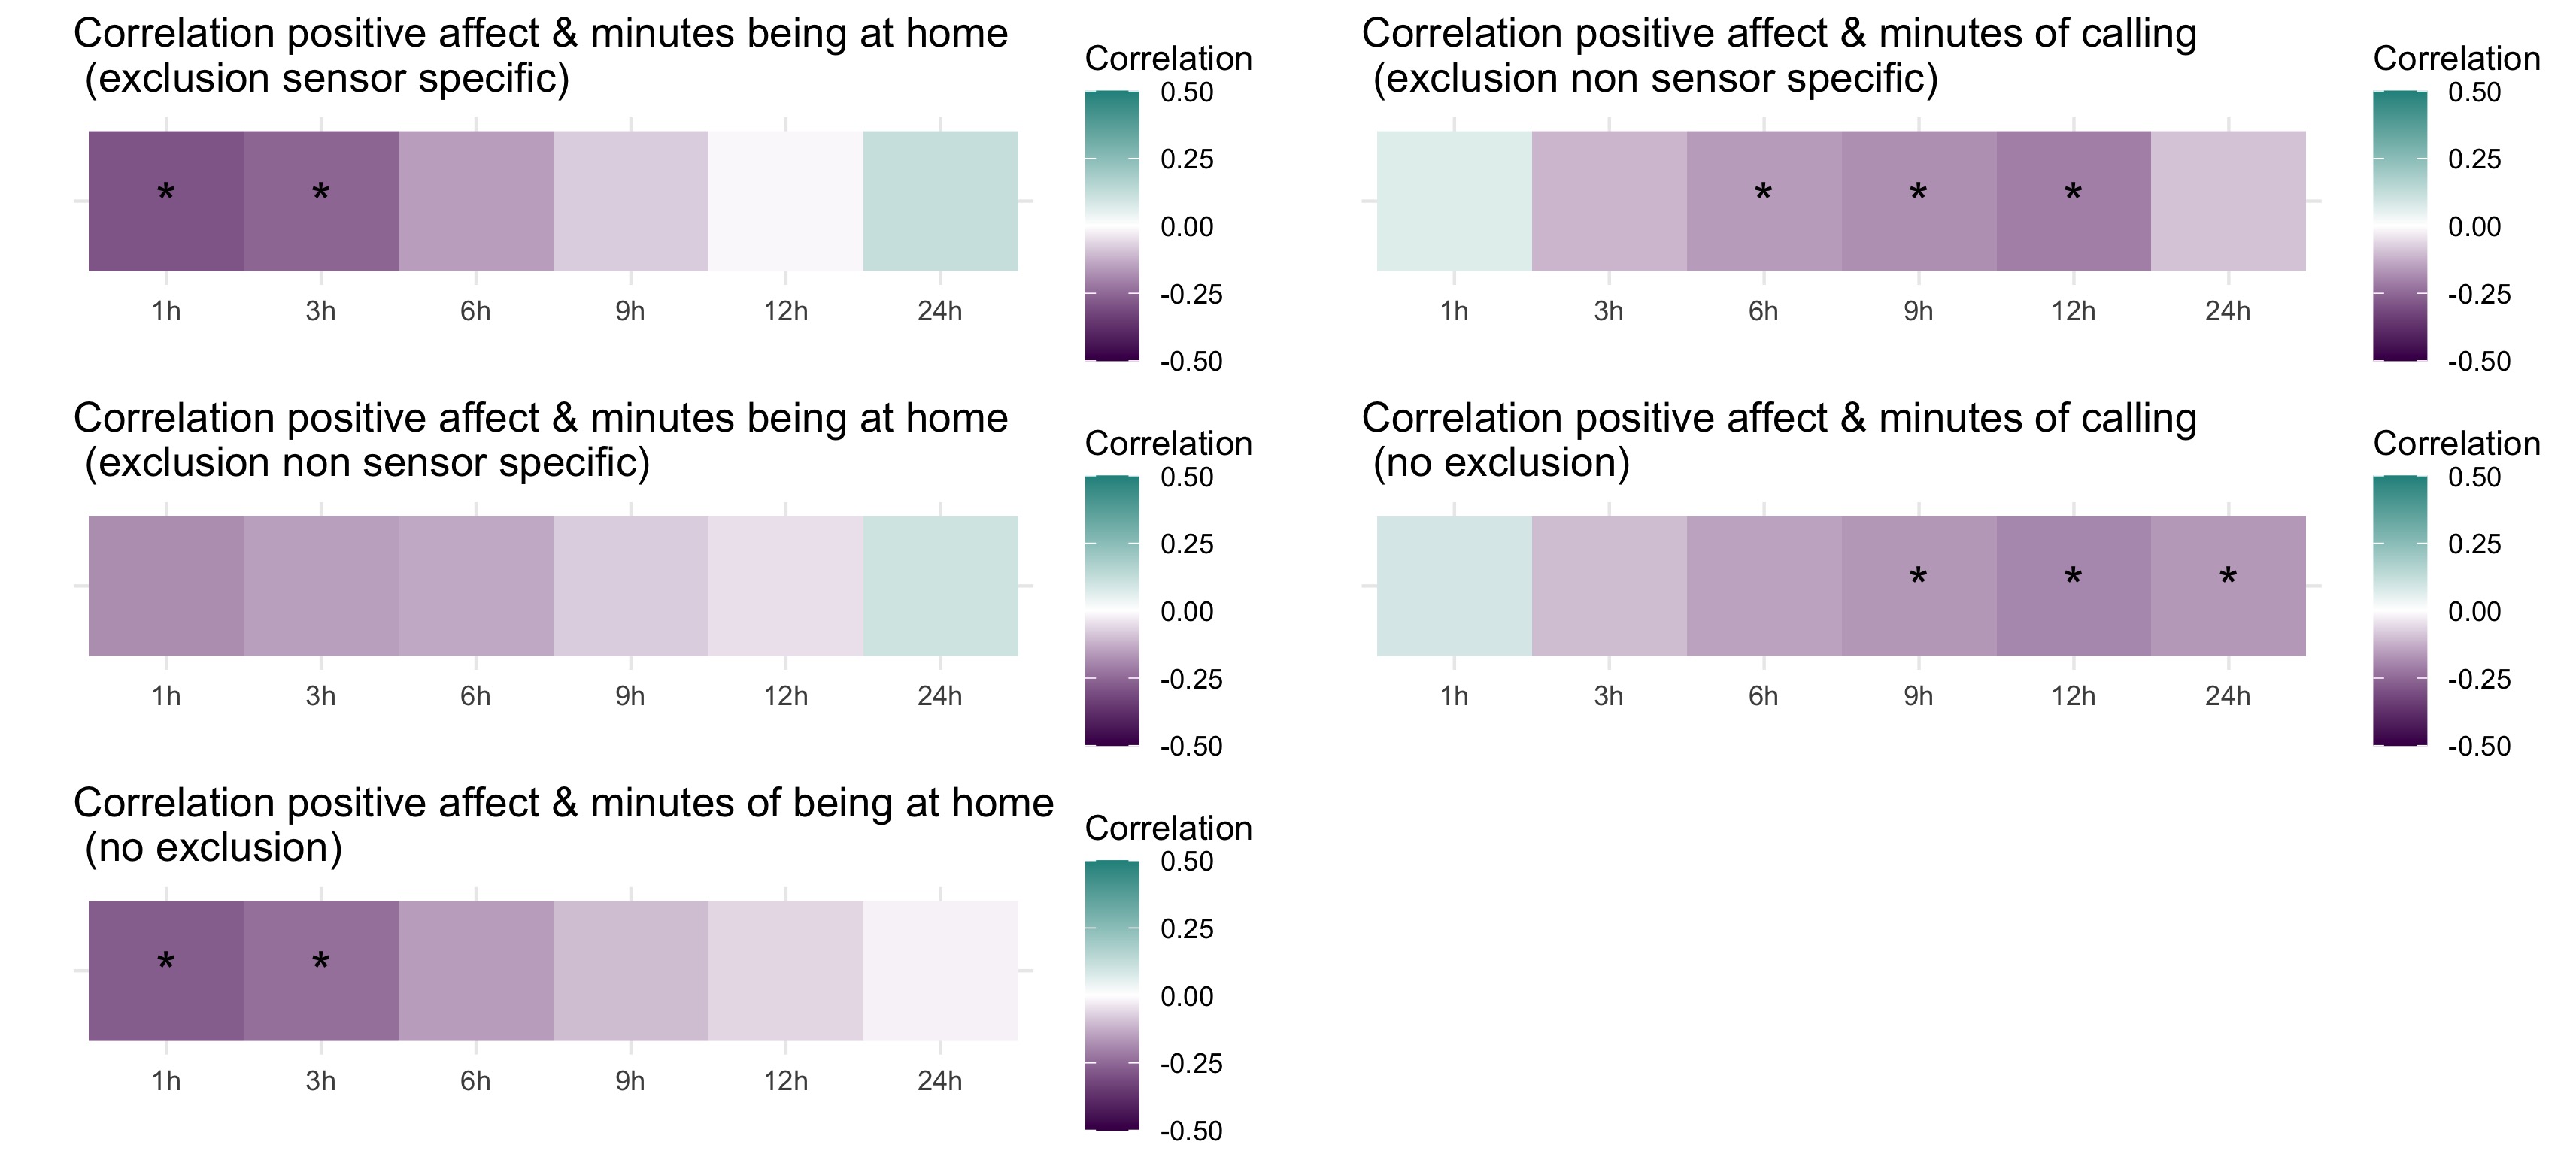 Correlation positive affect & minutes being at home
(exclusion sensor specific)
Correlation
0.50
0.25
0.00
-0.25
-0.50
* *
1h 3h 6h 9h 12h 24h
Correlation positive affect & minutes of calling
(exclusion non sensor specific)
Correlation
0.50
0.25
0.00
-0.25
-0.50
* * *
1h 3h 6h 9h 12h 24h
Correlation positive affect & minutes being at home
(exclusion non sensor specific)
Correlation
0.50
0.25
0.00
-0.25
-0.50
1h 3h 6h 9h 12h 24h
Correlation positive affect & minutes of calling
(no exclusion)
Correlation
0.50
0.25
0.00
-0.25
-0.50
* * *
1h 3h 6h 9h 12h 24h
Correlation positive affect & minutes of being at home
(no exclusion)
Correlation
0.50
0.25
0.00
-0.25
-0.50
* *
1h 3h 6h 9h 12h 24h